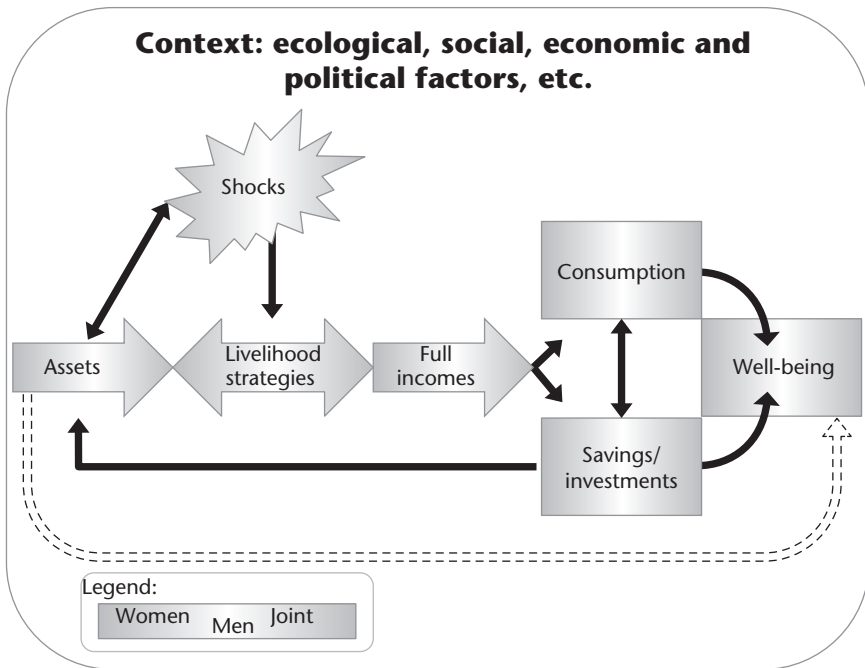 Context: ecological, social, economic and
political factors, etc.
Shocks
Consumption
Assets
Livelihood
strategies
Full
incomes
Well-being
Savings/
investments
Legend:
Women Men Joint